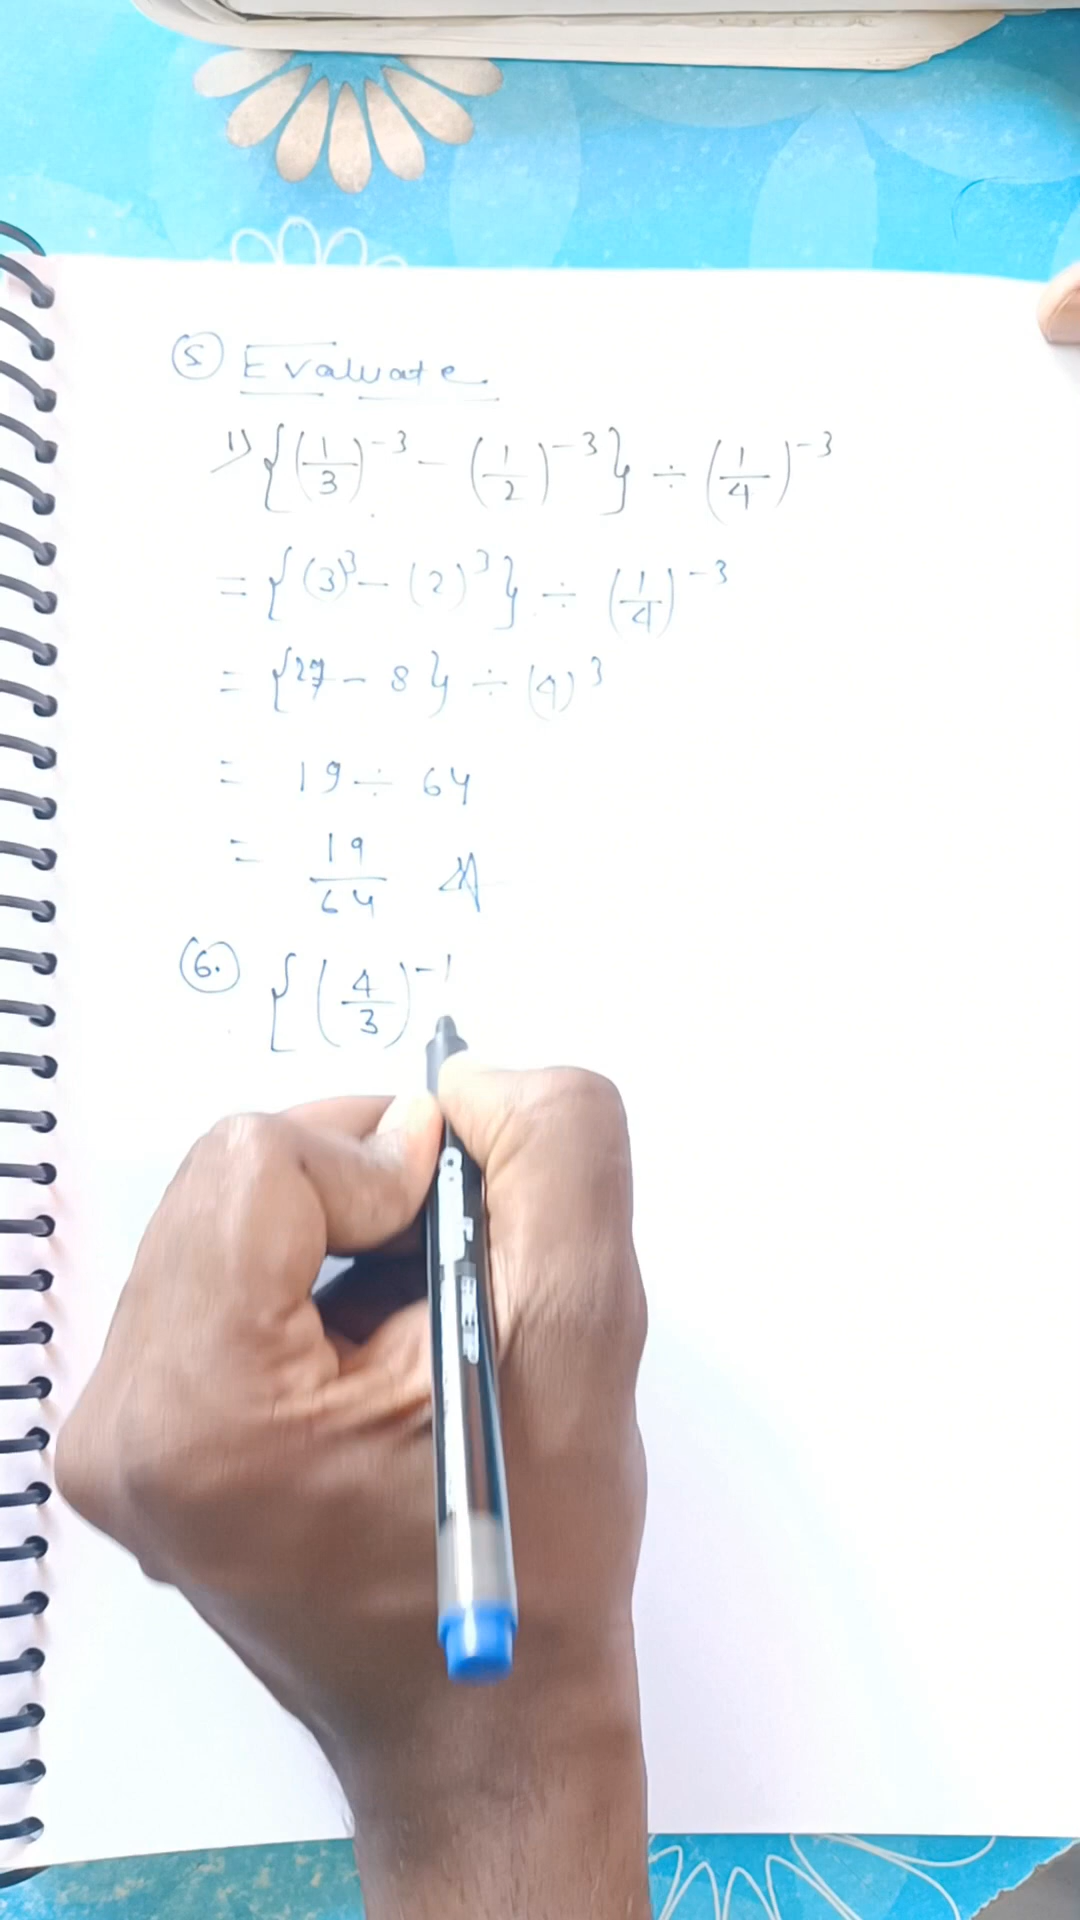 (5) Evaluate
1) {(1/3)^-3 - (1/2)^-3} ÷ (1/4)^-3
= {(3)^3 - (2)^3} ÷ (1/4)^-3
= {27 - 8} ÷ (4)^3
= 19 ÷ 64
= 19/64
(6.) {(4/3)^-1